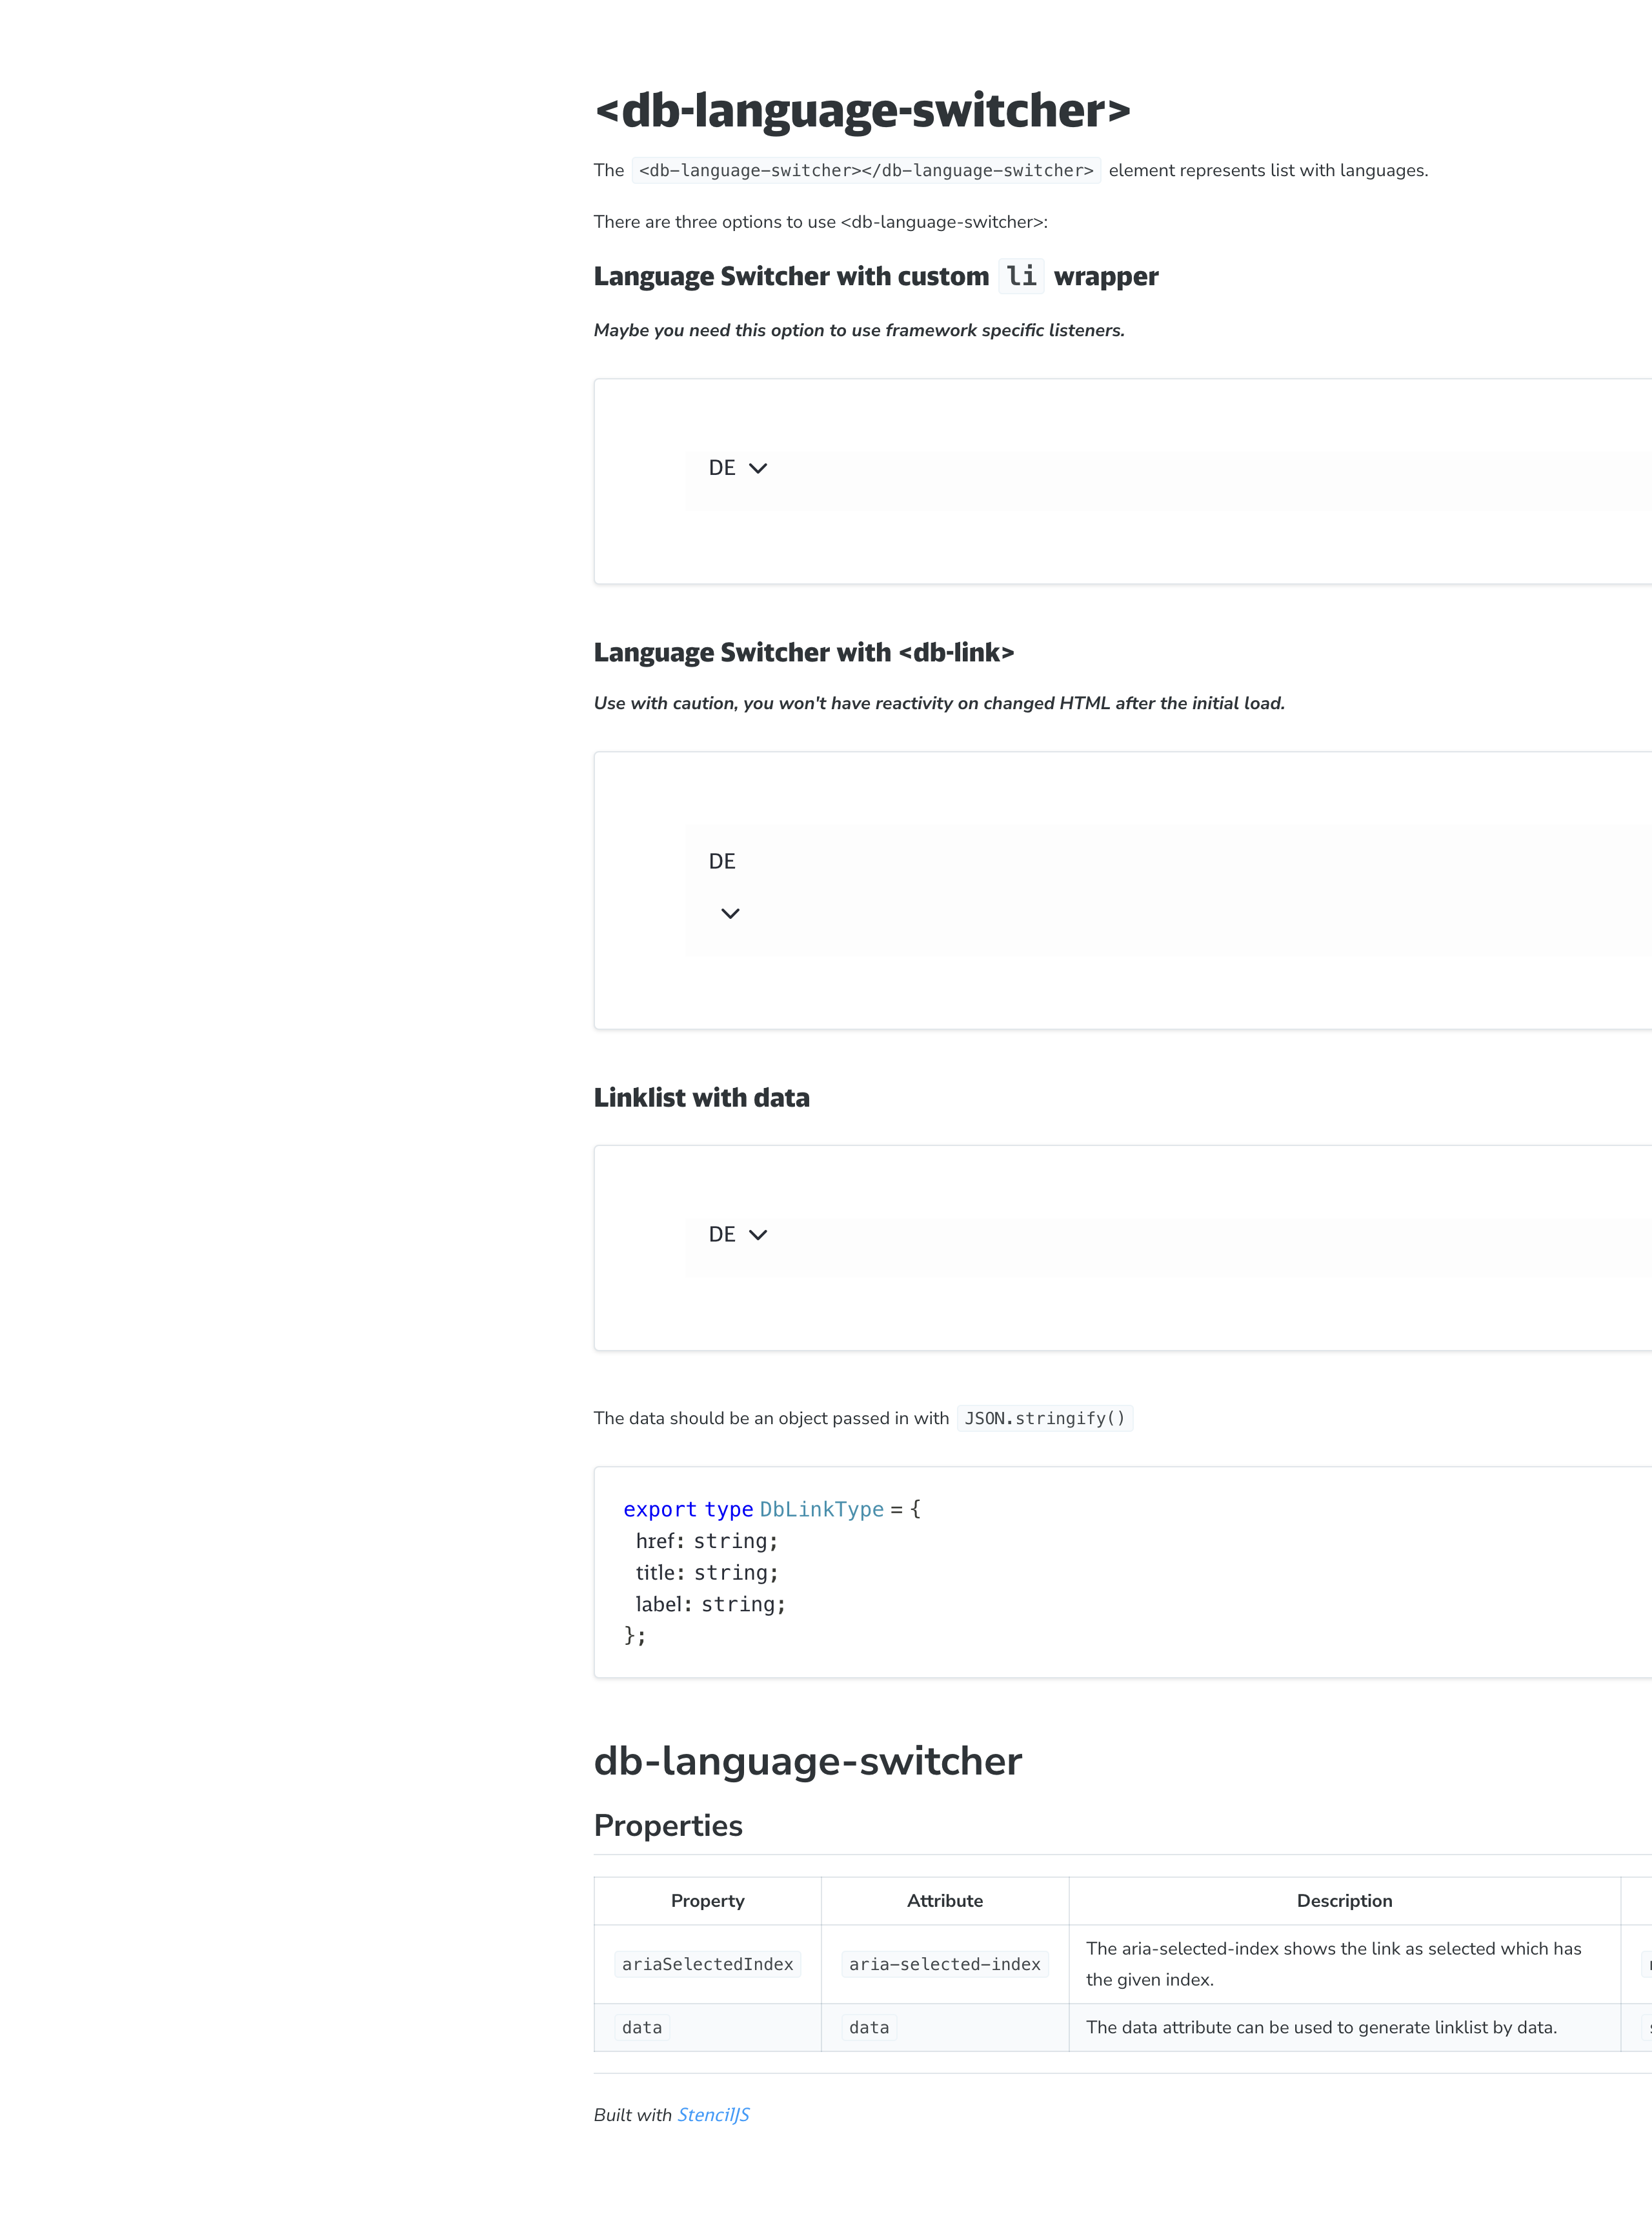 <db-language-switcher>
The <db-language-switcher></db-language-switcher> element represents list with languages.
There are three options to use <db-language-switcher>:
Language Switcher with custom li wrapper
Maybe you need this option to use framework specific listeners.
DE
Language Switcher with <db-link>
Use with caution, you won't have reactivity on changed HTML after the initial load.
DE
Linklist with data
DE
The data should be an object passed in with JSON.stringify()
export type DbLinkType = {
href: string;
title: string;
label: string;
};
db-language-switcher
Properties
Property Attribute Description
ariaSelectedIndex aria-selected-index The aria-selected-index shows the link as selected which has
the given index.
data data The data attribute can be used to generate linklist by data.
Built with StencilJS